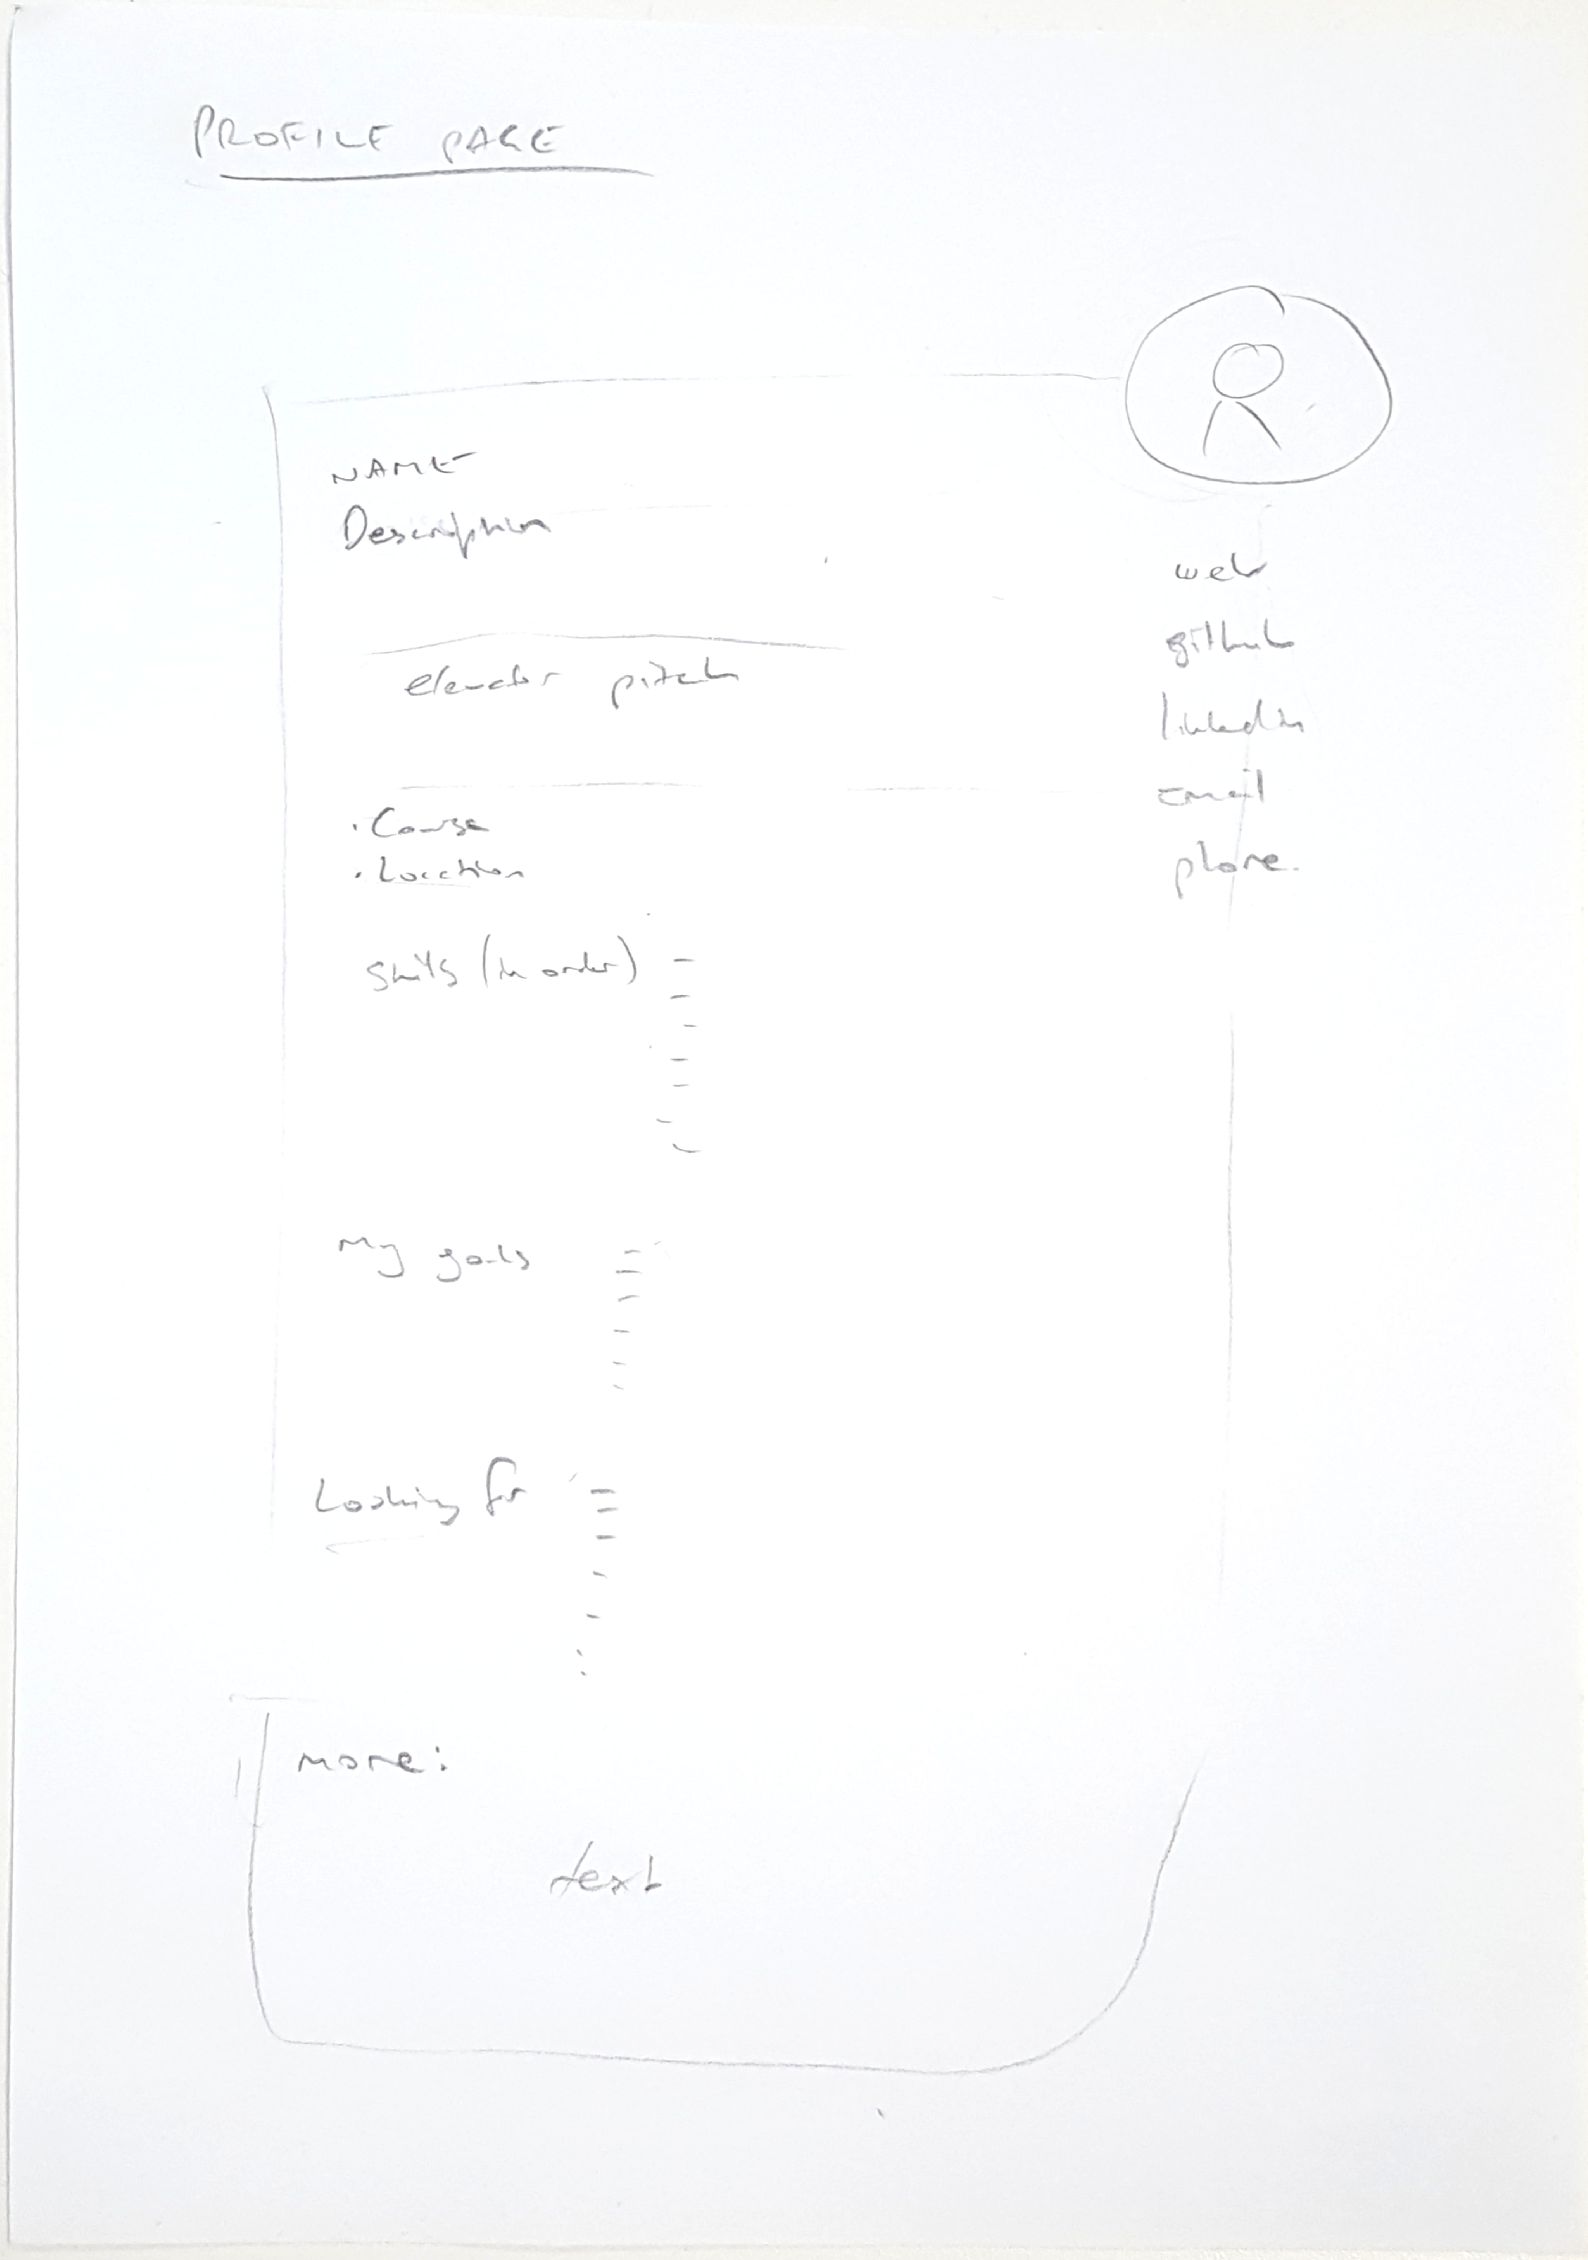 PROFILE PAGE
NAME
Description
elevator pitch
• Course
• Location
Skills (in order)
My goals
Looking for
more:
text
web
github
linkedin
Email
phone.